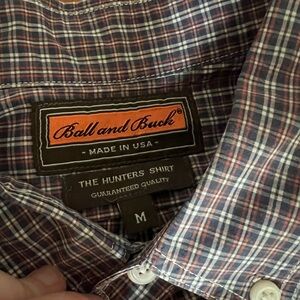 Ball and Buck®
- MADE IN USA -
THE HUNTERS SHIRT
GUARANTEED QUALITY
M